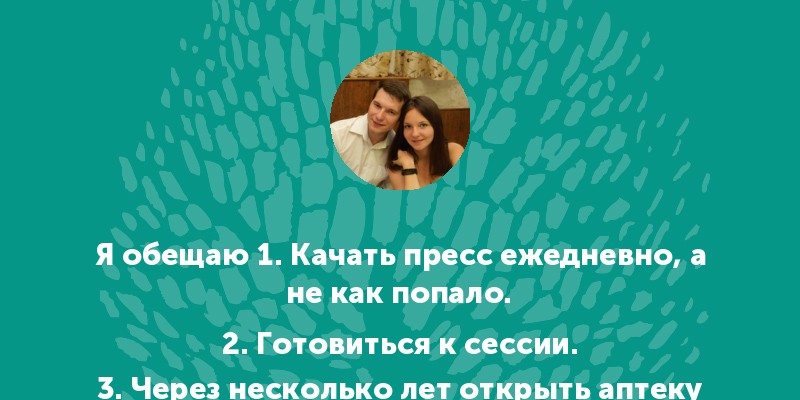 Я обещаю 1. Качать пресс ежедневно, а
не как попало.
2. Готовиться к сессии.
3. Через несколько лет открыть аптеку